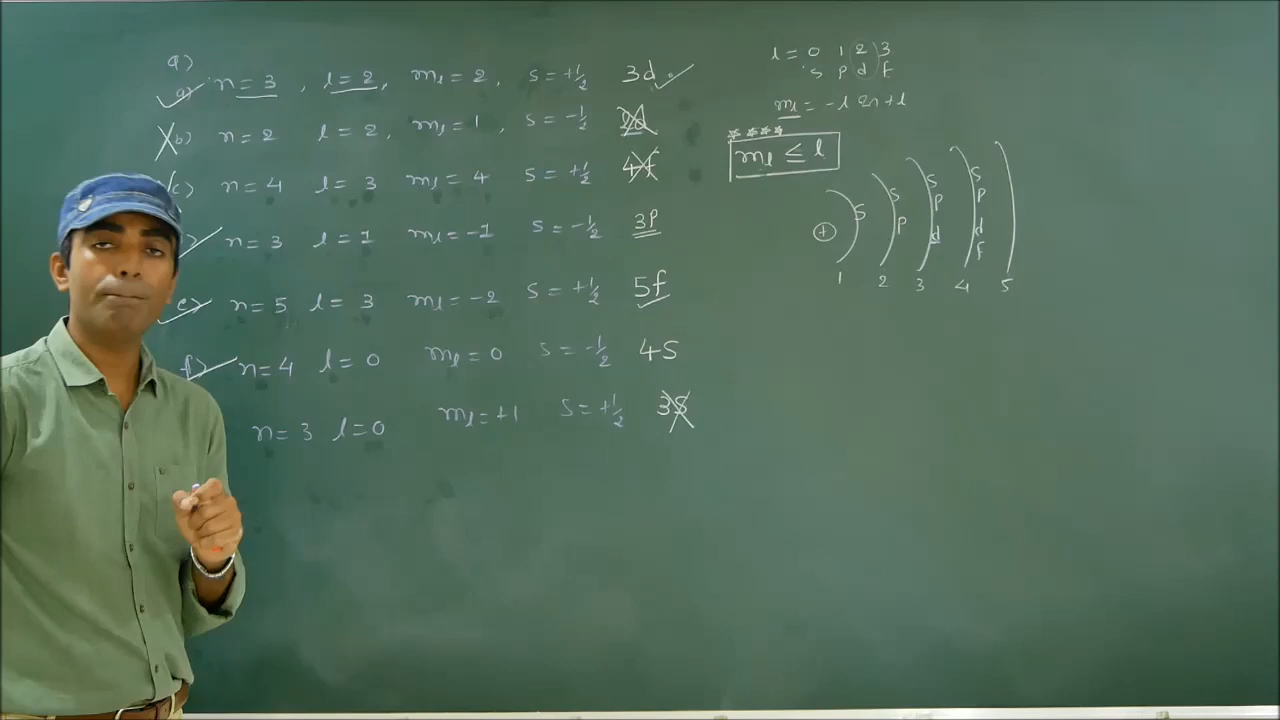 a)
a) n = 3 , l = 2 , mₗ = 2 , s = +1/2 3d
b) n = 2 l = 2 , mₗ = 1 , s = -1/2 2d
c) n = 4 l = 3 mₗ = 4 s = +1/2 4f
) n = 3 l = 1 mₗ = -1 s = -1/2 3P
e) n = 5 l = 3 mₗ = -2 s = +1/2 5f
f) n = 4 l = 0 mₗ = 0 s = -1/2 4S
n = 3 l = 0 mₗ = +1 s = +1/2 3S
l = 0 1 2 3
s p d f
mₗ = -l +l
****
mₗ ≤ l
+ S
S P
S P d
S P d f
1 2 3 4 5